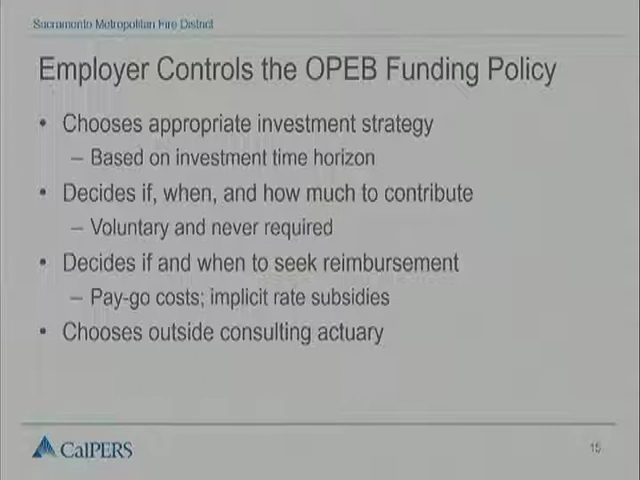 Sacramento Metropolitan Fire District
Employer Controls the OPEB Funding Policy
• Chooses appropriate investment strategy
– Based on investment time horizon
• Decides if, when, and how much to contribute
– Voluntary and never required
• Decides if and when to seek reimbursement
– Pay-go costs; implicit rate subsidies
• Chooses outside consulting actuary
CalPERS
15